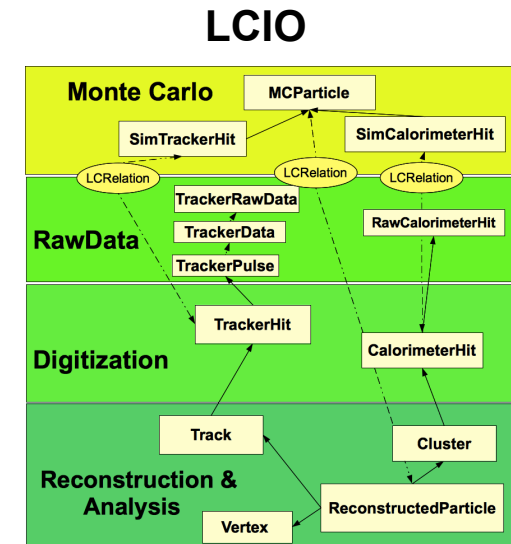 LCIO
Monte Carlo
MCParticle
SimTrackerHit
SimCalorimeterHit
LCRelation
LCRelation
LCRelation
TrackerRawData
RawData
TrackerData
RawCalorimeterHit
TrackerPulse
TrackerHit
Digitization
CalorimeterHit
Track
Cluster
Reconstruction &
Analysis
ReconstructedParticle
Vertex